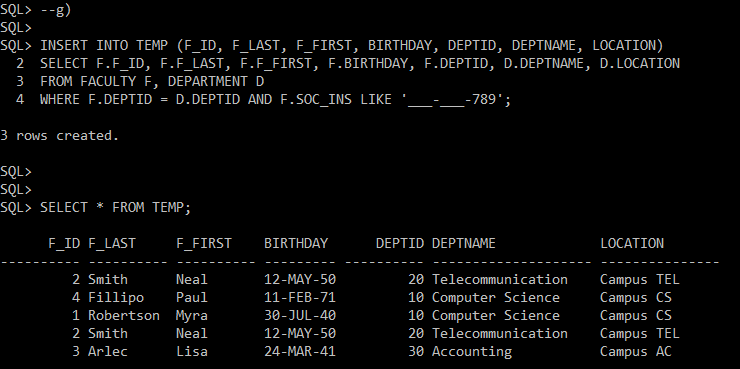 SQL> --g)
SQL>
SQL> INSERT INTO TEMP (F_ID, F_LAST, F_FIRST, BIRTHDAY, DEPTID, DEPTNAME, LOCATION)
  2  SELECT F.F_ID, F.F_LAST, F.F_FIRST, F.BIRTHDAY, F.DEPTID, D.DEPTNAME, D.LOCATION
  3  FROM FACULTY F, DEPARTMENT D
  4  WHERE F.DEPTID = D.DEPTID AND F.SOC_INS LIKE '___-___-789';
3 rows created.
SQL>
SQL>
SQL> SELECT * FROM TEMP;
      F_ID F_LAST     F_FIRST    BIRTHDAY      DEPTID DEPTNAME             LOCATION
---------- ---------- ---------- --------- ---------- -------------------- ---------------
         2 Smith      Neal       12-MAY-50         20 Telecommunication    Campus TEL
         4 Fillipo    Paul       11-FEB-71         10 Computer Science     Campus CS
         1 Robertson  Myra       30-JUL-40         10 Computer Science     Campus CS
         2 Smith      Neal       12-MAY-50         20 Telecommunication    Campus TEL
         3 Arlec      Lisa       24-MAR-41         30 Accounting           Campus AC